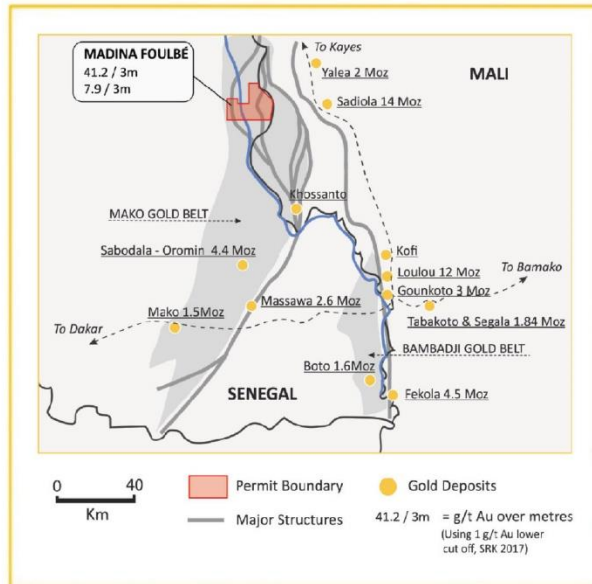 MADINA FOULBÉ
41.2 / 3m
7.9 / 3m
To Kayes
Yalea 2 Moz
MALI
Sadiola 14 Moz
Khossanto
MAKO GOLD BELT
Sabodala - Oromin 4.4 Moz
Kofi
Loulou 12 Moz
To Bamako
Gounkoto 3 Moz
Massawa 2.6 Moz
Mako 1.5Moz
Tabakoto & Segala 1.84 Moz
To Dakar
BAMBADJI GOLD BELT
Boto 1.6Moz
SENEGAL
Fekola 4.5 Moz
0 40
Km
Permit Boundary
Gold Deposits
Major Structures
41.2 / 3m = g/t Au over metres
(Using 1 g/t Au lower
cut off, SRK 2017)